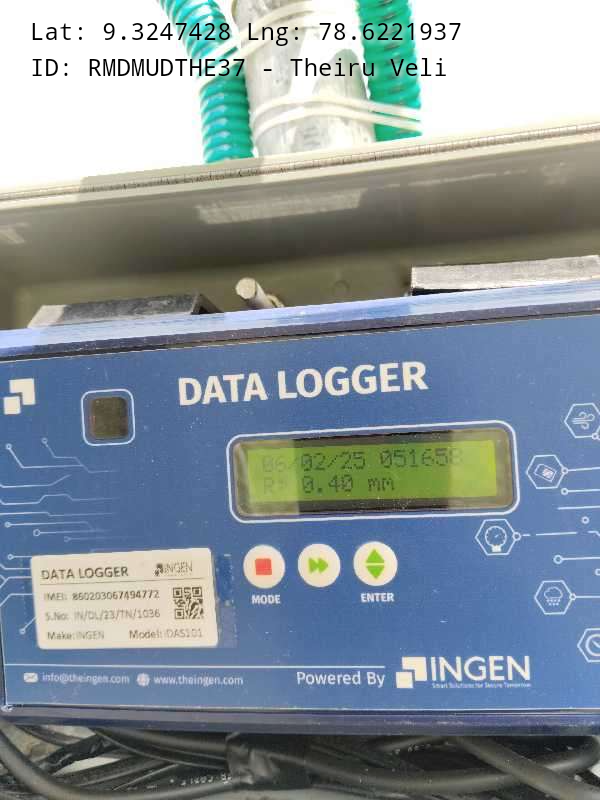 Lat: 9.3247428 Lng: 78.6221937
ID: RMDMUDTHE37 - Theiru Veli
DATA LOGGER
06/02/25 051658
R: 0.40 mm
MODE
ENTER
DATA LOGGER INGEN
IMEI: 860203067494772
S.No: IN/DL/23/TN/1036
Make: INGEN Model: iDAS101
info@theingen.com www.theingen.com
Powered By INGEN
Smart Solutions for Secure Tomorrow